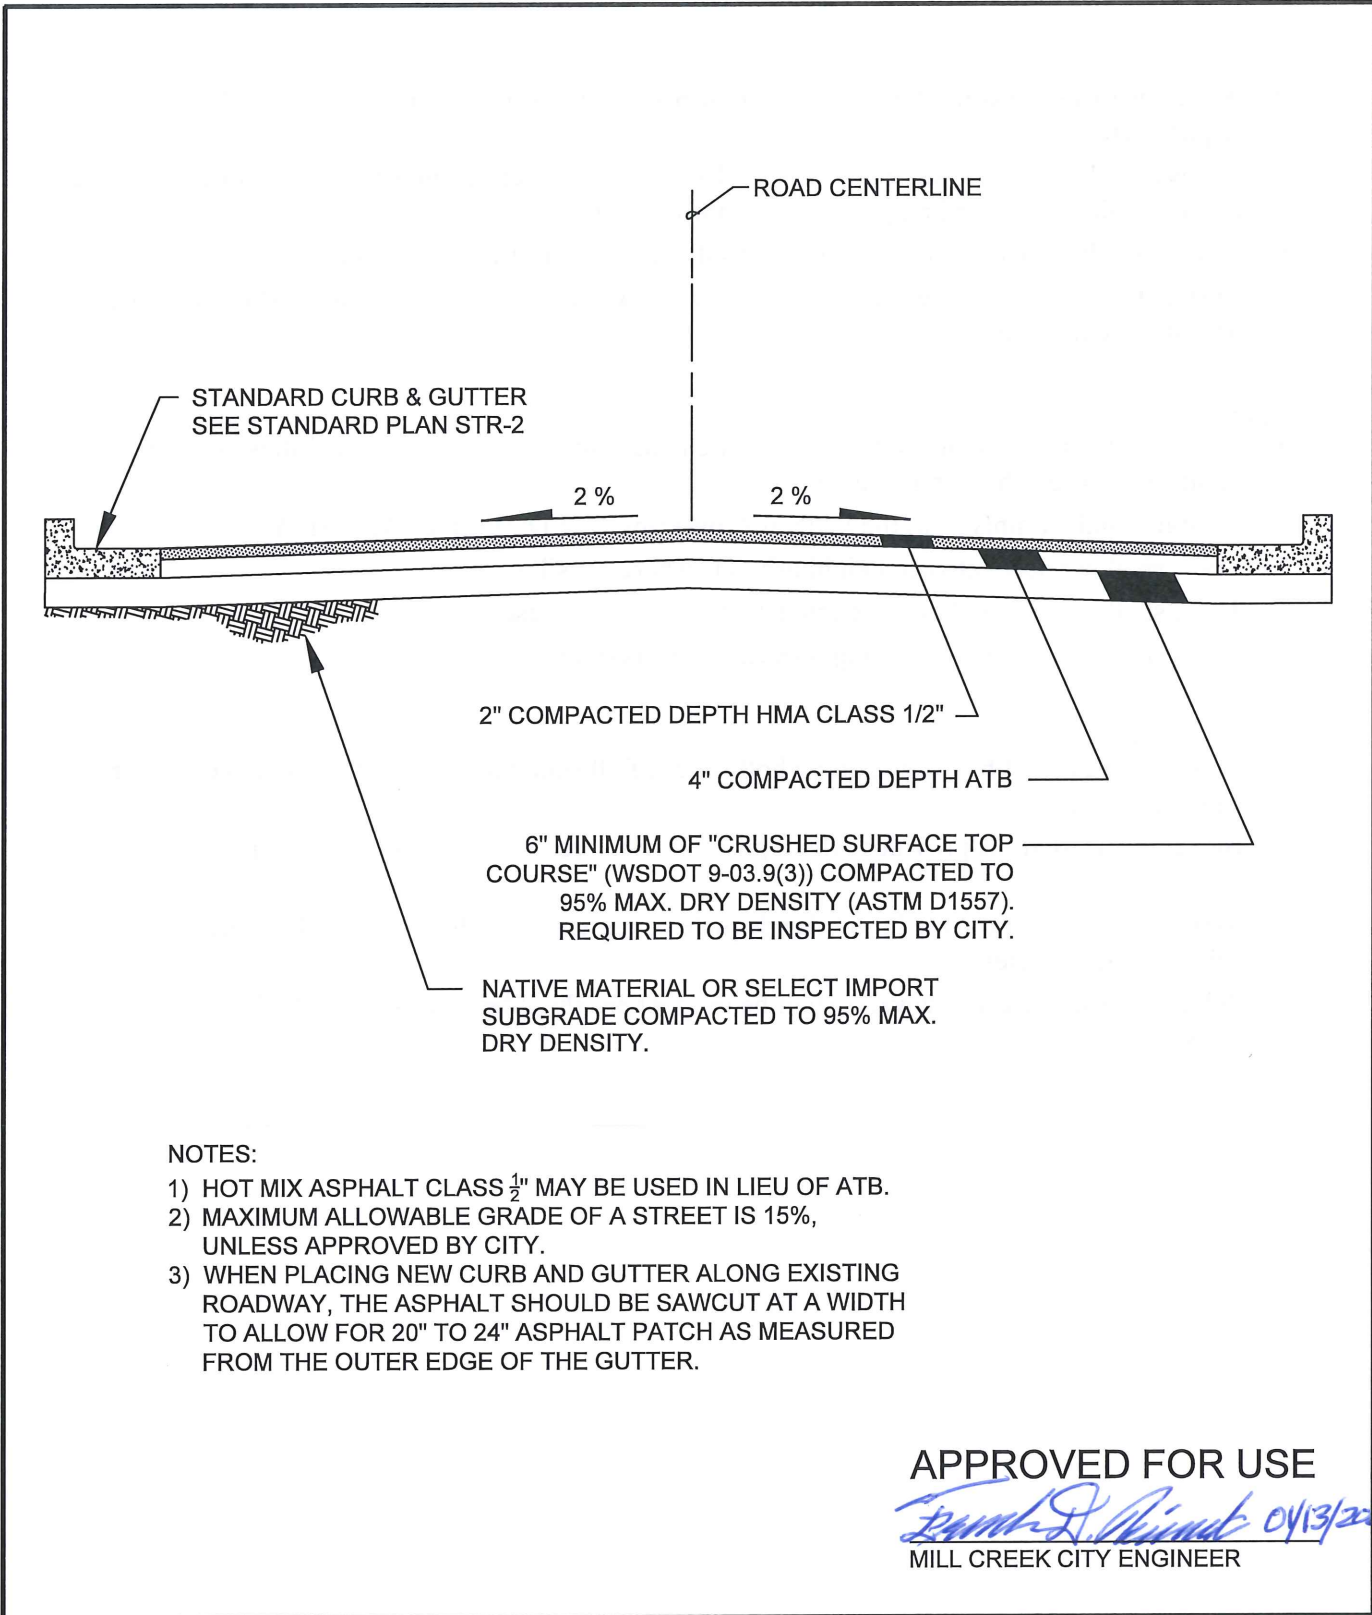 ROAD CENTERLINE
STANDARD CURB & GUTTER
SEE STANDARD PLAN STR-2
2 %
2 %
2" COMPACTED DEPTH HMA CLASS 1/2"
4" COMPACTED DEPTH ATB
6" MINIMUM OF "CRUSHED SURFACE TOP
COURSE" (WSDOT 9-03.9(3)) COMPACTED TO
95% MAX. DRY DENSITY (ASTM D1557).
REQUIRED TO BE INSPECTED BY CITY.
NATIVE MATERIAL OR SELECT IMPORT
SUBGRADE COMPACTED TO 95% MAX.
DRY DENSITY.
NOTES:
1) HOT MIX ASPHALT CLASS 1/2" MAY BE USED IN LIEU OF ATB.
2) MAXIMUM ALLOWABLE GRADE OF A STREET IS 15%,
UNLESS APPROVED BY CITY.
3) WHEN PLACING NEW CURB AND GUTTER ALONG EXISTING
ROADWAY, THE ASPHALT SHOULD BE SAWCUT AT A WIDTH
TO ALLOW FOR 20" TO 24" ASPHALT PATCH AS MEASURED
FROM THE OUTER EDGE OF THE GUTTER.
APPROVED FOR USE
MILL CREEK CITY ENGINEER